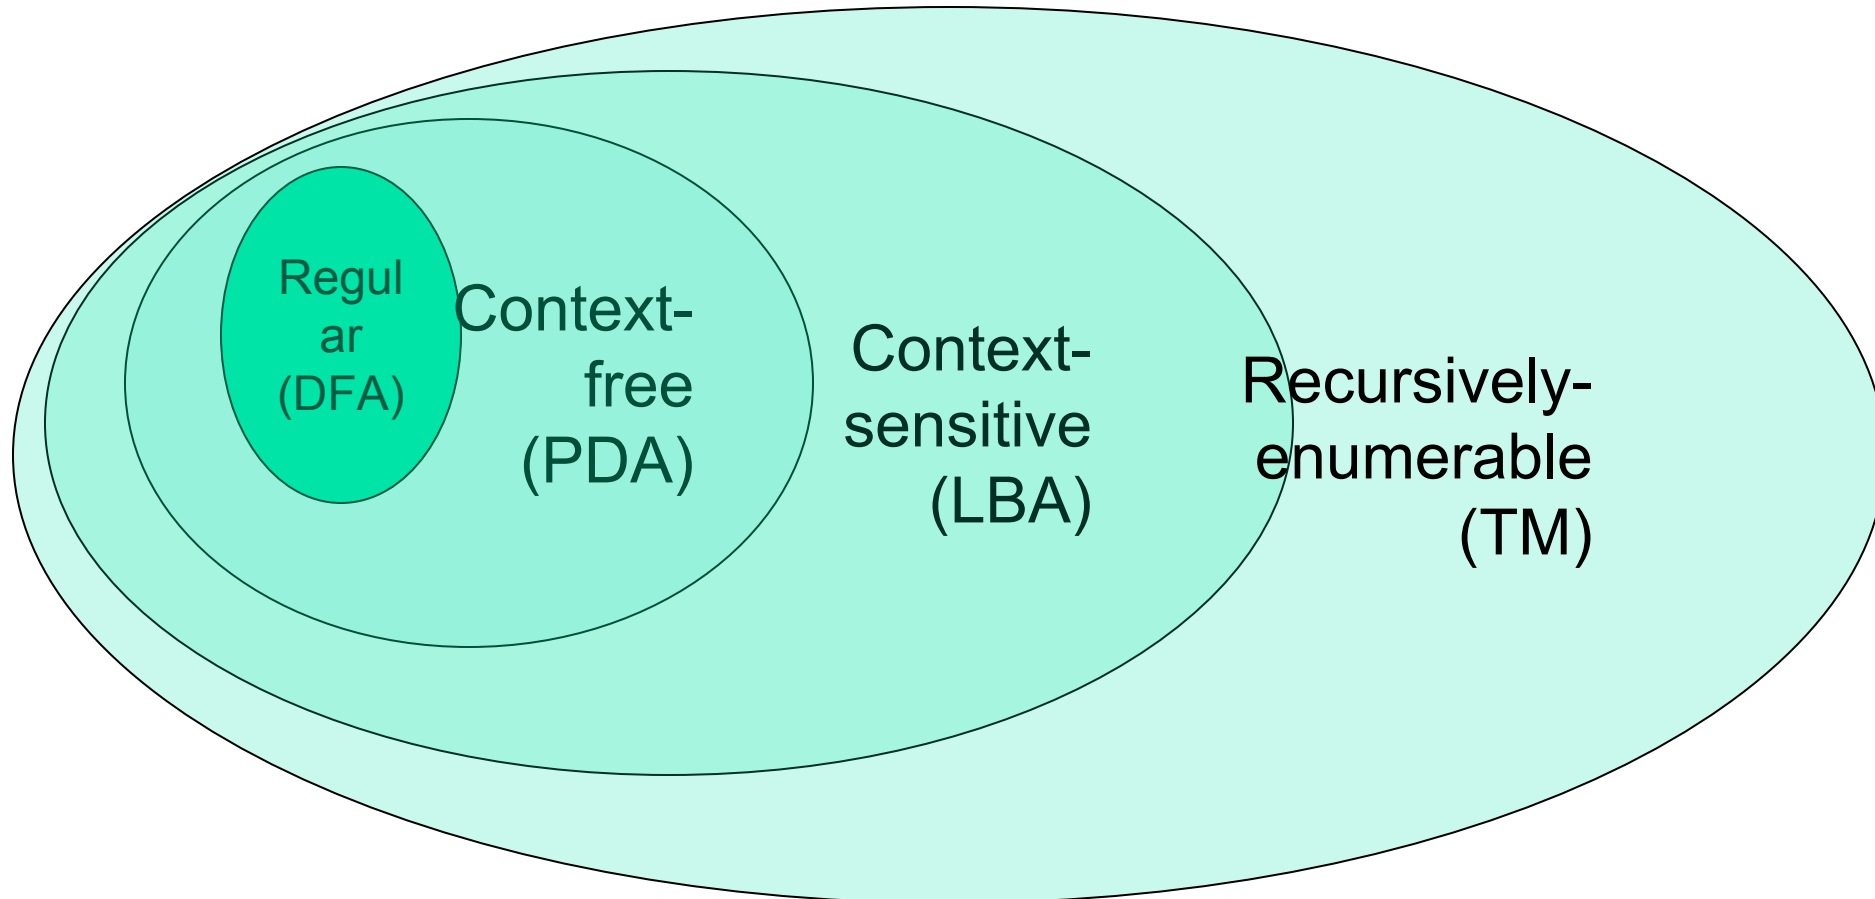 Regul
ar
(DFA)
Context-
free
(PDA)
Context-
sensitive
(LBA)
Recursively-
enumerable
(TM)